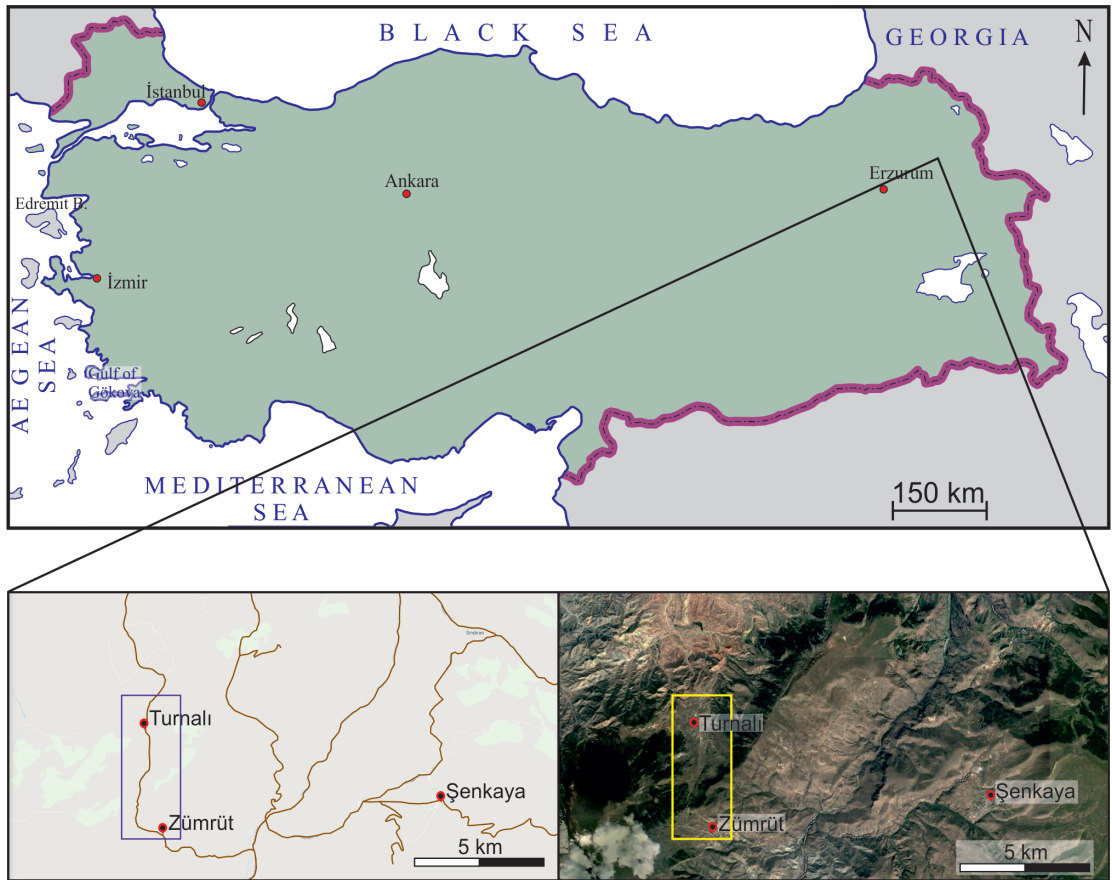 BLACK SEA
GEORGIA
N
İstanbul
Ankara
Erzurum
Edremit B.
İzmir
AEGEAN
SEA
Gulf of
Gökova
MEDITERRANEAN
SEA
150 km
Turnalı
Zümrüt
Şenkaya
5 km
Turnalı
Zümrüt
Şenkaya
5 km